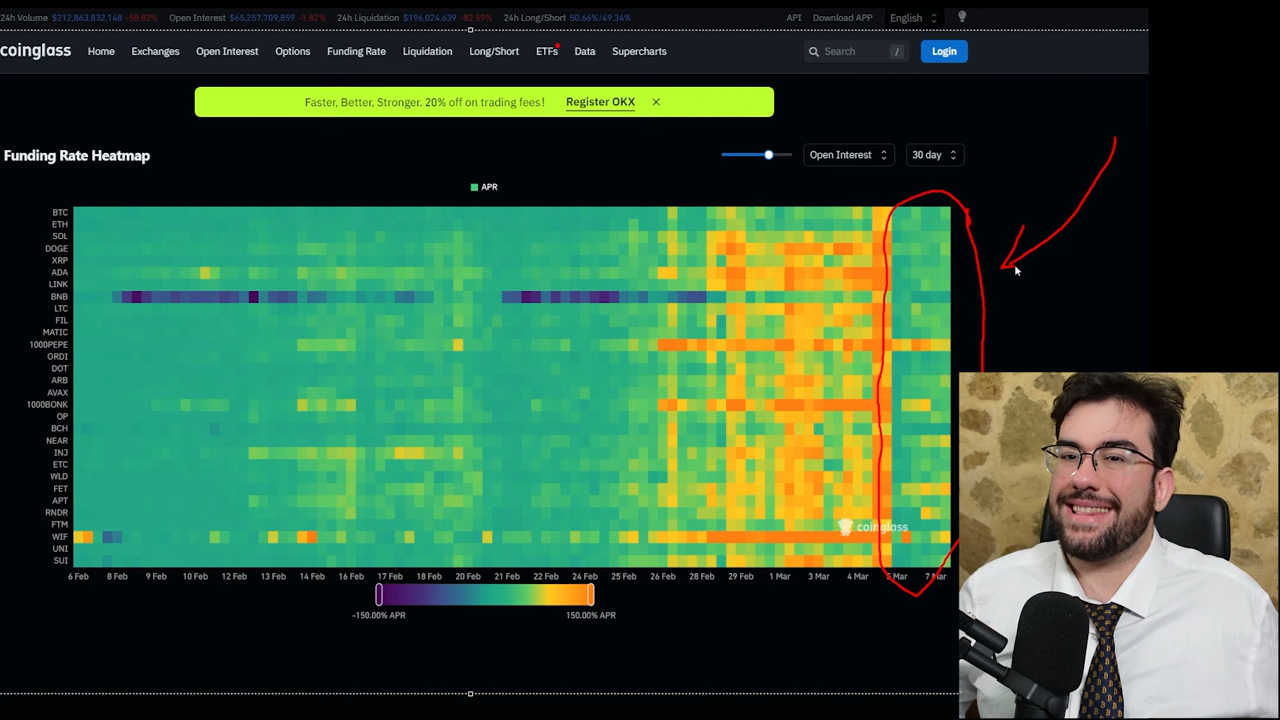 24h Volume $212,863,832,148 -58.82% Open Interest $65,257,709,859 -1.82% 24h Liquidation $196,024,639 -82.59% 24h Long/Short 50.66%/49.34% API Download APP English
coinglass Home Exchanges Open Interest Options Funding Rate Liquidation Long/Short ETFs Data Supercharts Search / Login
Faster, Better, Stronger. 20% off on trading fees! Register OKX
Funding Rate Heatmap Open Interest 30 day
APR
BTC
ETH
SOL
DOGE
XRP
ADA
LINK
BNB
LTC
FIL
MATIC
1000PEPE
ORDI
DOT
ARB
AVAX
1000BONK
OP
BCH
NEAR
INJ
ETC
WLD
FET
APT
RNDR
FTM
coinglass
WIF
UNI
SUI
6 Feb 8 Feb 9 Feb 10 Feb 12 Feb 13 Feb 14 Feb 16 Feb 17 Feb 18 Feb 20 Feb 21 Feb 22 Feb 24 Feb 25 Feb 26 Feb 28 Feb 29 Feb 1 Mar 3 Mar 4 Mar Mar 7 Mar
-150.00% APR 150.00% APR